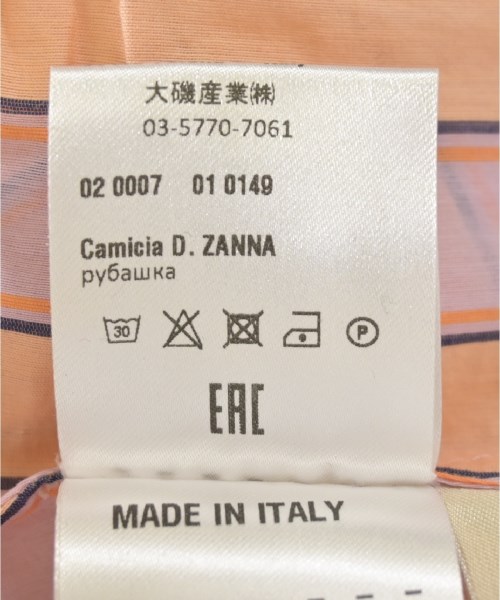 大磯産業㈱
03-5770-7061
02 0007 01 0149
Camicia D. ZANNA
рубашка
30 P
EAC
MADE IN ITALY